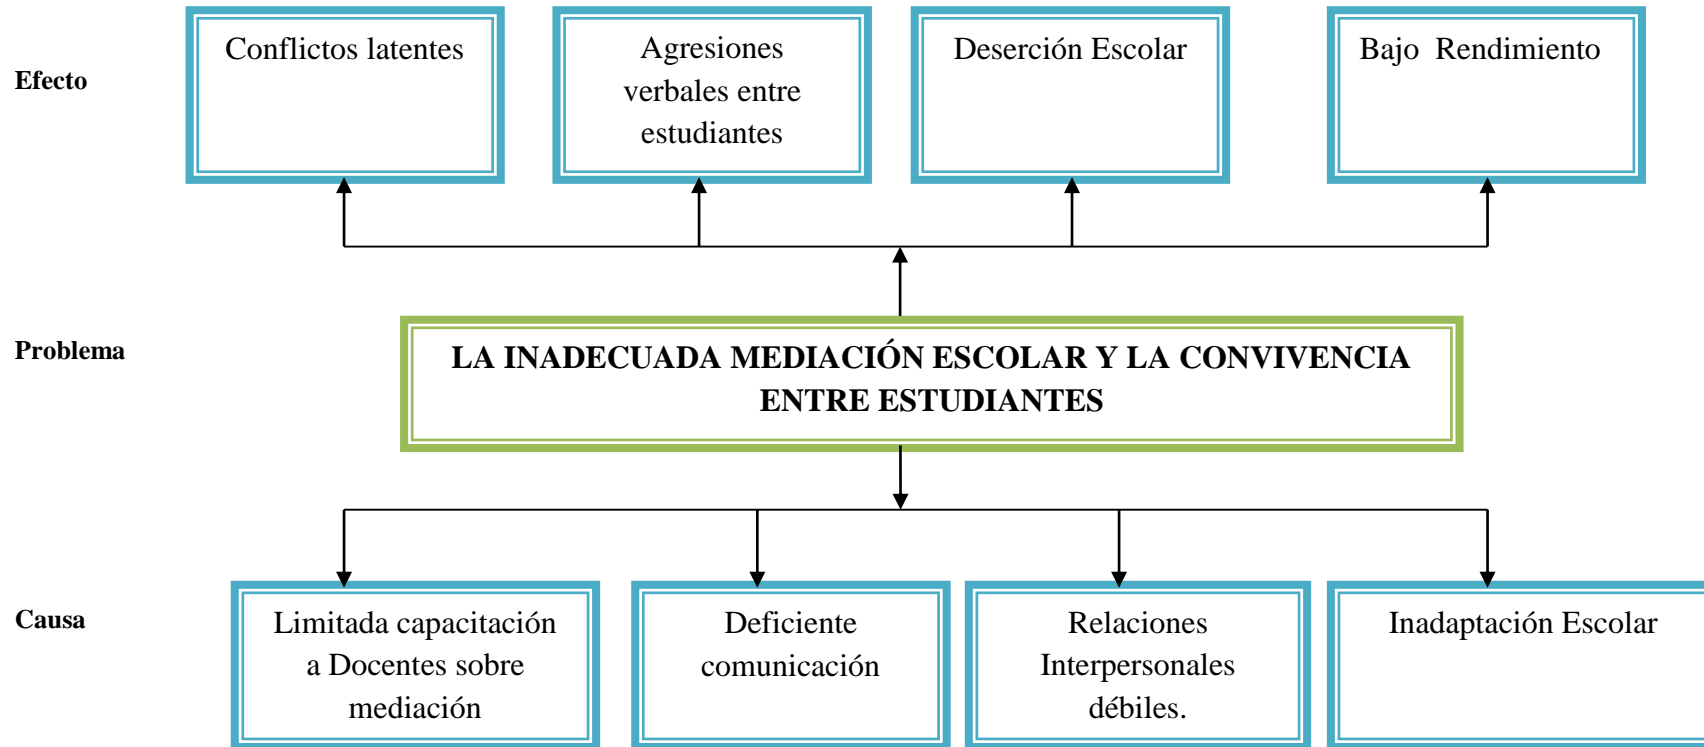 Efecto
Conflictos latentes
Agresiones
verbales entre
estudiantes
Deserción Escolar
Bajo Rendimiento
Problema
LA INADECUADA MEDIACIÓN ESCOLAR Y LA CONVIVENCIA
ENTRE ESTUDIANTES
Causa
Limitada capacitación
a Docentes sobre
mediación
Deficiente
comunicación
Relaciones
Interpersonales
débiles.
Inadaptación Escolar